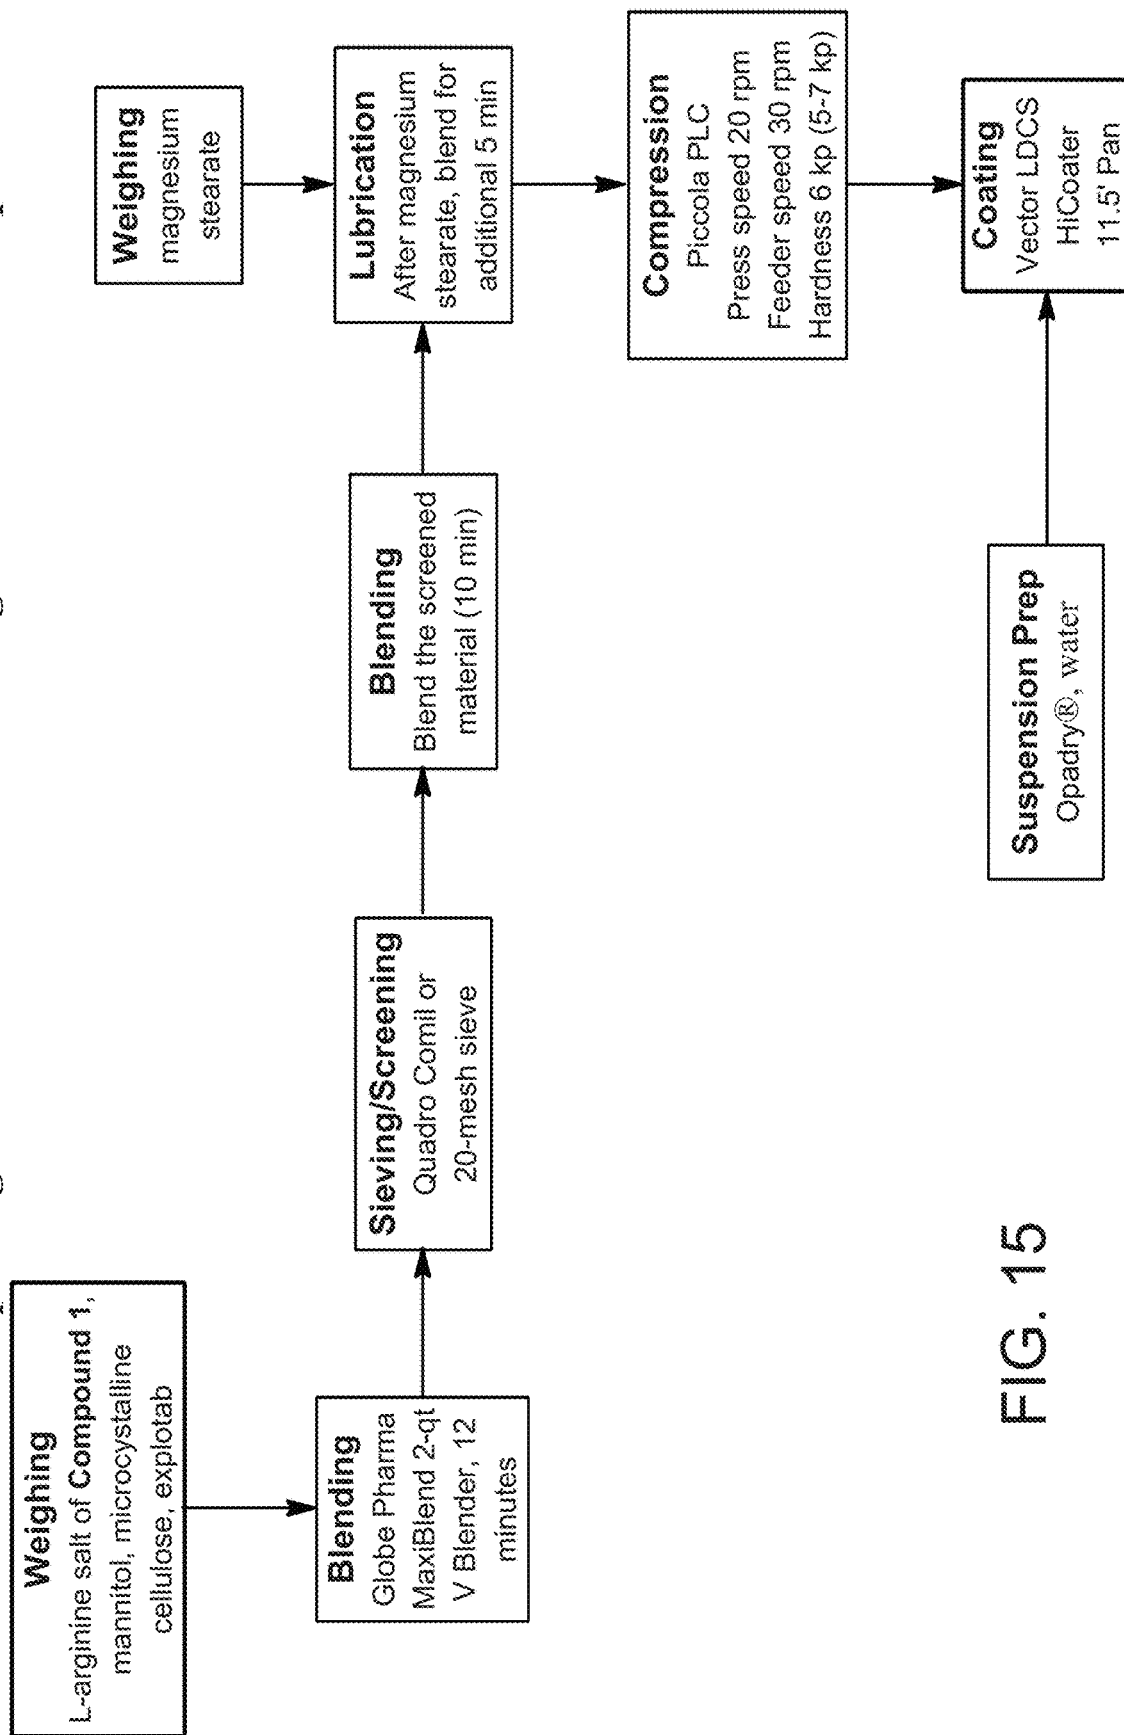 Weighing
L-arginine salt of Compound 1,
mannitol, microcystalline
cellulose, explotab
Blending
Globe Pharma
MaxiBlend 2-qt
V Blender, 12
minutes
Sieving/Screening
Quadro Comil or
20-mesh sieve
Blending
Blend the screened
material (10 min)
Weighing
magnesium
stearate
Lubrication
After magnesium
stearate, blend for
additional 5 min
Compression
Piccola PLC
Press speed 20 rpm
Feeder speed 30 rpm
Hardness 6 kp (5-7 kp)
Suspension Prep
Opadry®, water
Coating
Vector LDCS
HiCoater
11.5' Pan
FIG. 15